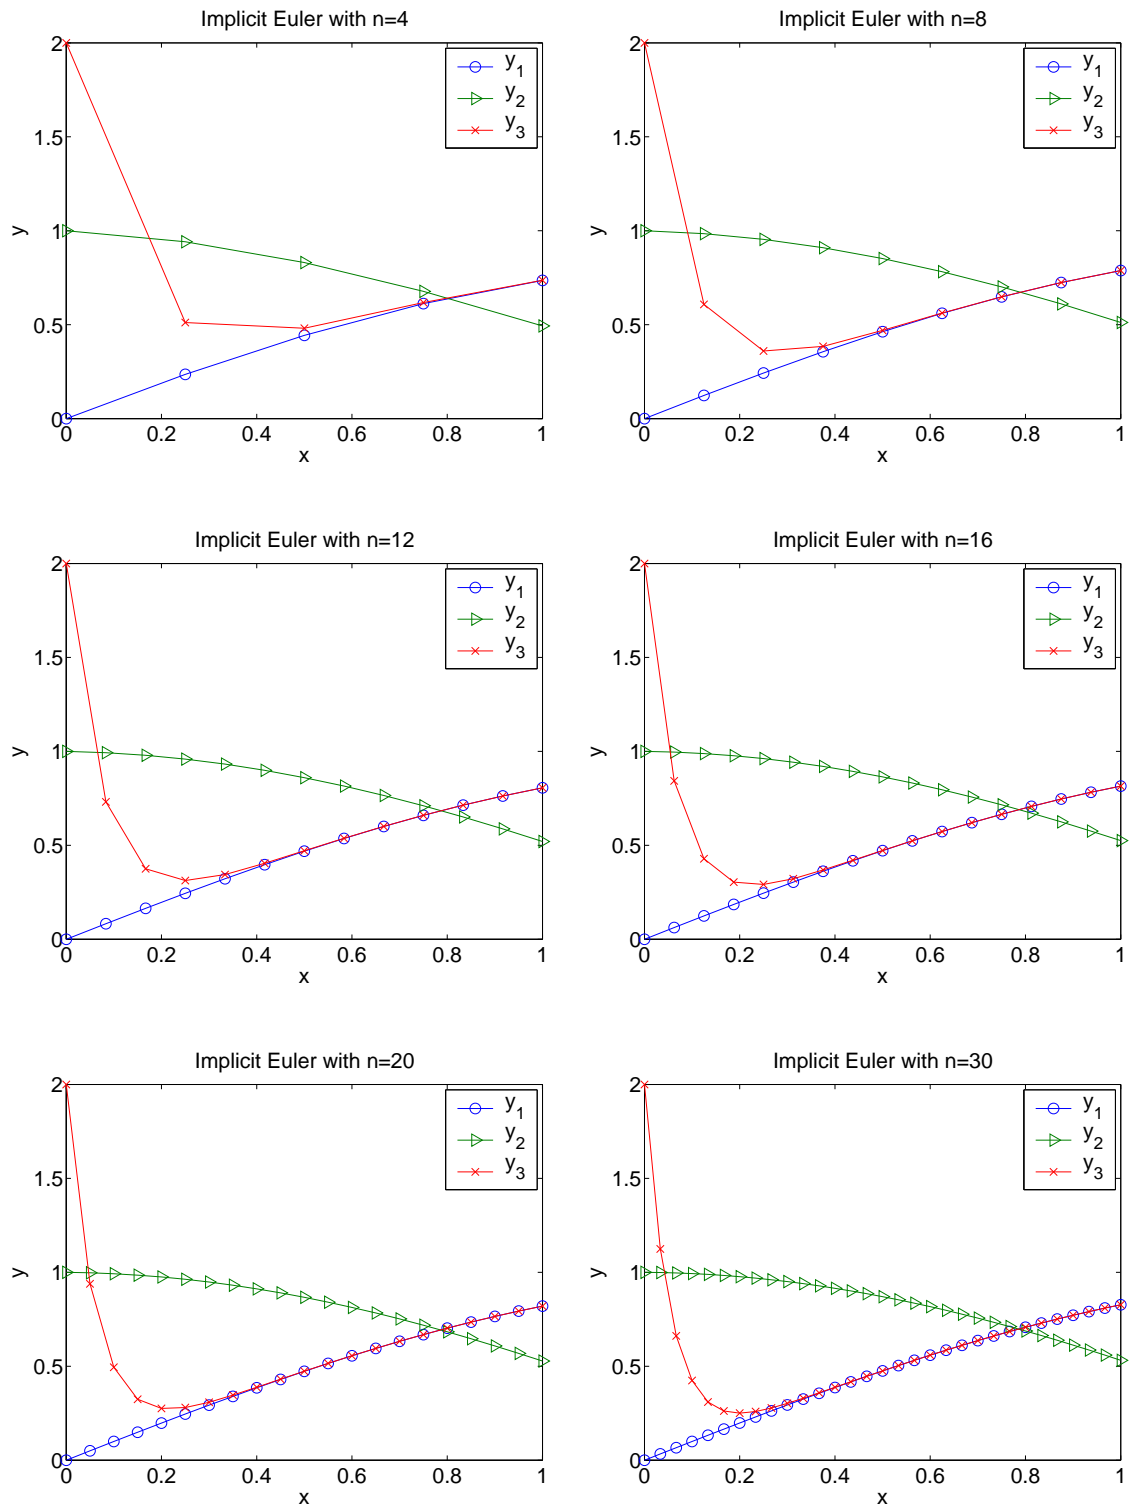 Implicit Euler with n=4
2
1.5
1
0.5
0
y
0
0.2
0.4
0.6
0.8
1
x
y1
y2
y3
Implicit Euler with n=8
2
1.5
1
0.5
0
y
0
0.2
0.4
0.6
0.8
1
x
y1
y2
y3
Implicit Euler with n=12
2
1.5
1
0.5
0
y
0
0.2
0.4
0.6
0.8
1
x
y1
y2
y3
Implicit Euler with n=16
2
1.5
1
0.5
0
y
0
0.2
0.4
0.6
0.8
1
x
y1
y2
y3
Implicit Euler with n=20
2
1.5
1
0.5
0
y
0
0.2
0.4
0.6
0.8
1
x
y1
y2
y3
Implicit Euler with n=30
2
1.5
1
0.5
0
y
0
0.2
0.4
0.6
0.8
1
x
y1
y2
y3